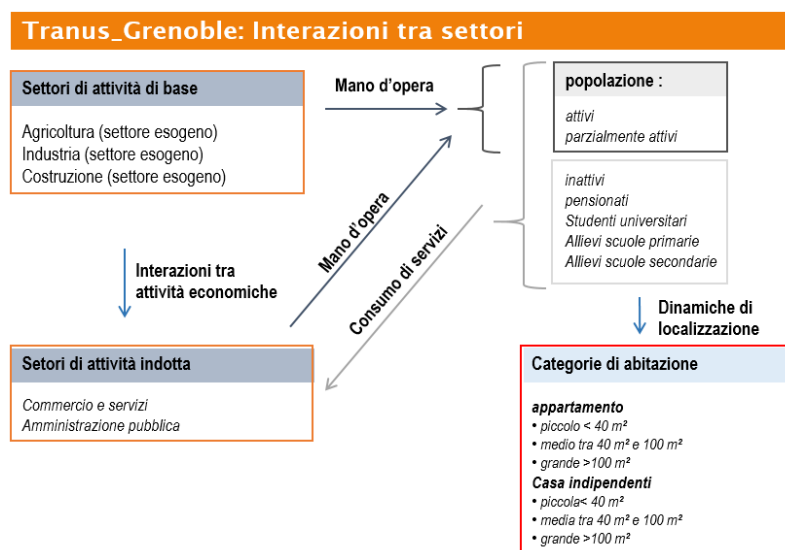 Tranus_Grenoble: Interazioni tra settori
Settori di attività di base
Agricoltura (settore esogeno)
Industria (settore esogeno)
Costruzione (settore esogeno)
Mano d'opera
popolazione :
attivi
parzialmente attivi
inattivi
pensionati
Studenti universitari
Allievi scuole primarie
Allievi scuole secondarie
Mano d'opera
Consumo di servizi
Interazioni tra
attività economiche
Dinamiche di
localizzazione
Setori di attività indotta
Commercio e servizi
Amministrazione pubblica
Categorie di abitazione
appartamento
• piccolo < 40 m²
• medio tra 40 m² e 100 m²
• grande >100 m²
Casa indipendenti
• piccola< 40 m²
• media tra 40 m² e 100 m²
• grande >100 m²